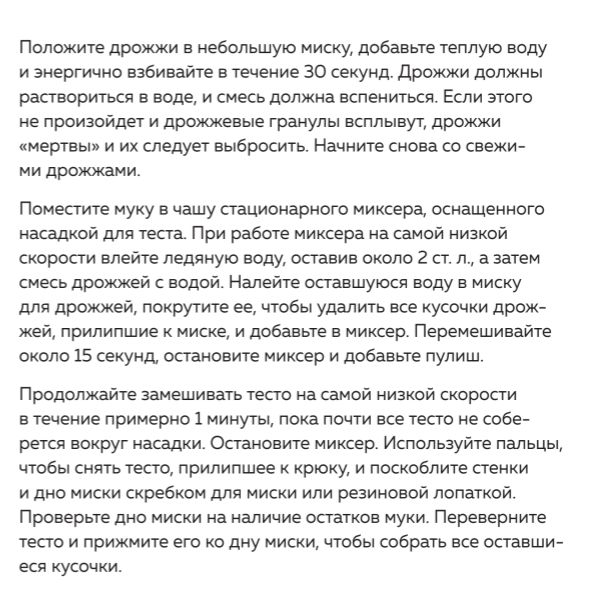 Положите дрожжи в небольшую миску, добавьте теплую воду
и энергично взбивайте в течение 30 секунд. Дрожжи должны
раствориться в воде, и смесь должна вспениться. Если этого
не произойдет и дрожжевые гранулы всплывут, дрожжи
«мертвы» и их следует выбросить. Начните снова со свежи-
ми дрожжами.
Поместите муку в чашу стационарного миксера, оснащенного
насадкой для теста. При работе миксера на самой низкой
скорости влейте ледяную воду, оставив около 2 ст. л., а затем
смесь дрожжей с водой. Налейте оставшуюся воду в миску
для дрожжей, покрутите ее, чтобы удалить все кусочки дрож-
жей, прилипшие к миске, и добавьте в миксер. Перемешивайте
около 15 секунд, остановите миксер и добавьте пулиш.
Продолжайте замешивать тесто на самой низкой скорости
в течение примерно 1 минуты, пока почти все тесто не собе-
рется вокруг насадки. Остановите миксер. Используйте пальцы,
чтобы снять тесто, прилипшее к крюку, и поскоблите стенки
и дно миски скребком для миски или резиновой лопаткой.
Проверьте дно миски на наличие остатков муки. Переверните
тесто и прижмите его ко дну миски, чтобы собрать все оставши-
еся кусочки.